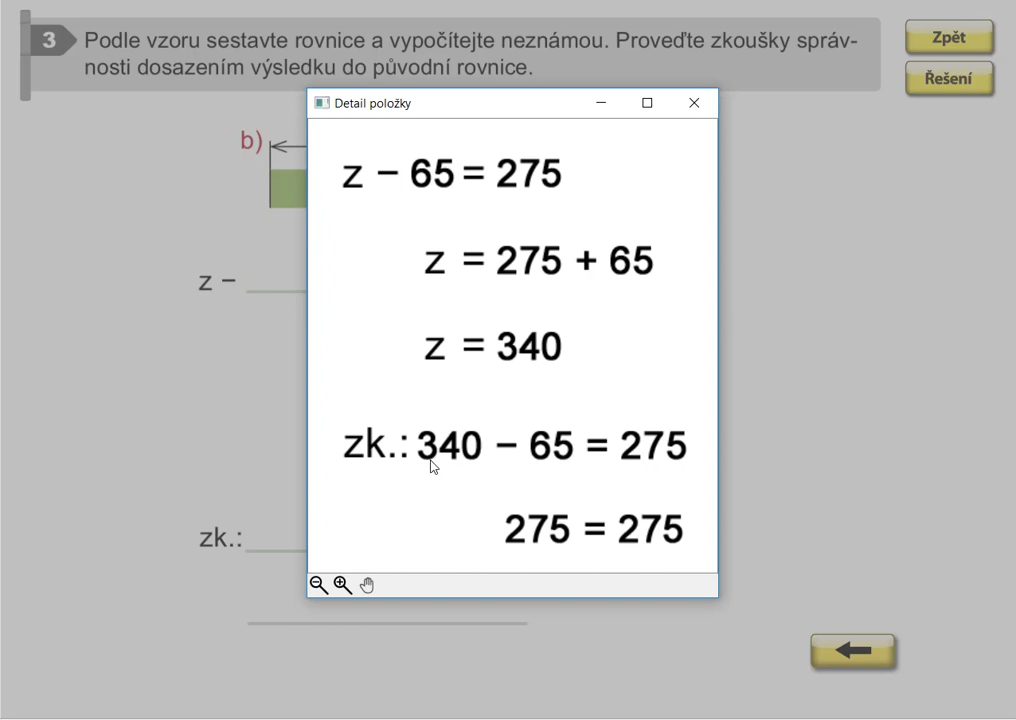 3 Podle vzoru sestavte rovnice a vypočítejte neznámou. Proveďte zkoušky správ-
nosti dosazením výsledku do původní rovnice.
Zpět
Řešení
Detail položky
b)
z − 65 = 275
z = 275 + 65
z −
z = 340
zk.: 340 − 65 = 275
275 = 275
zk.: